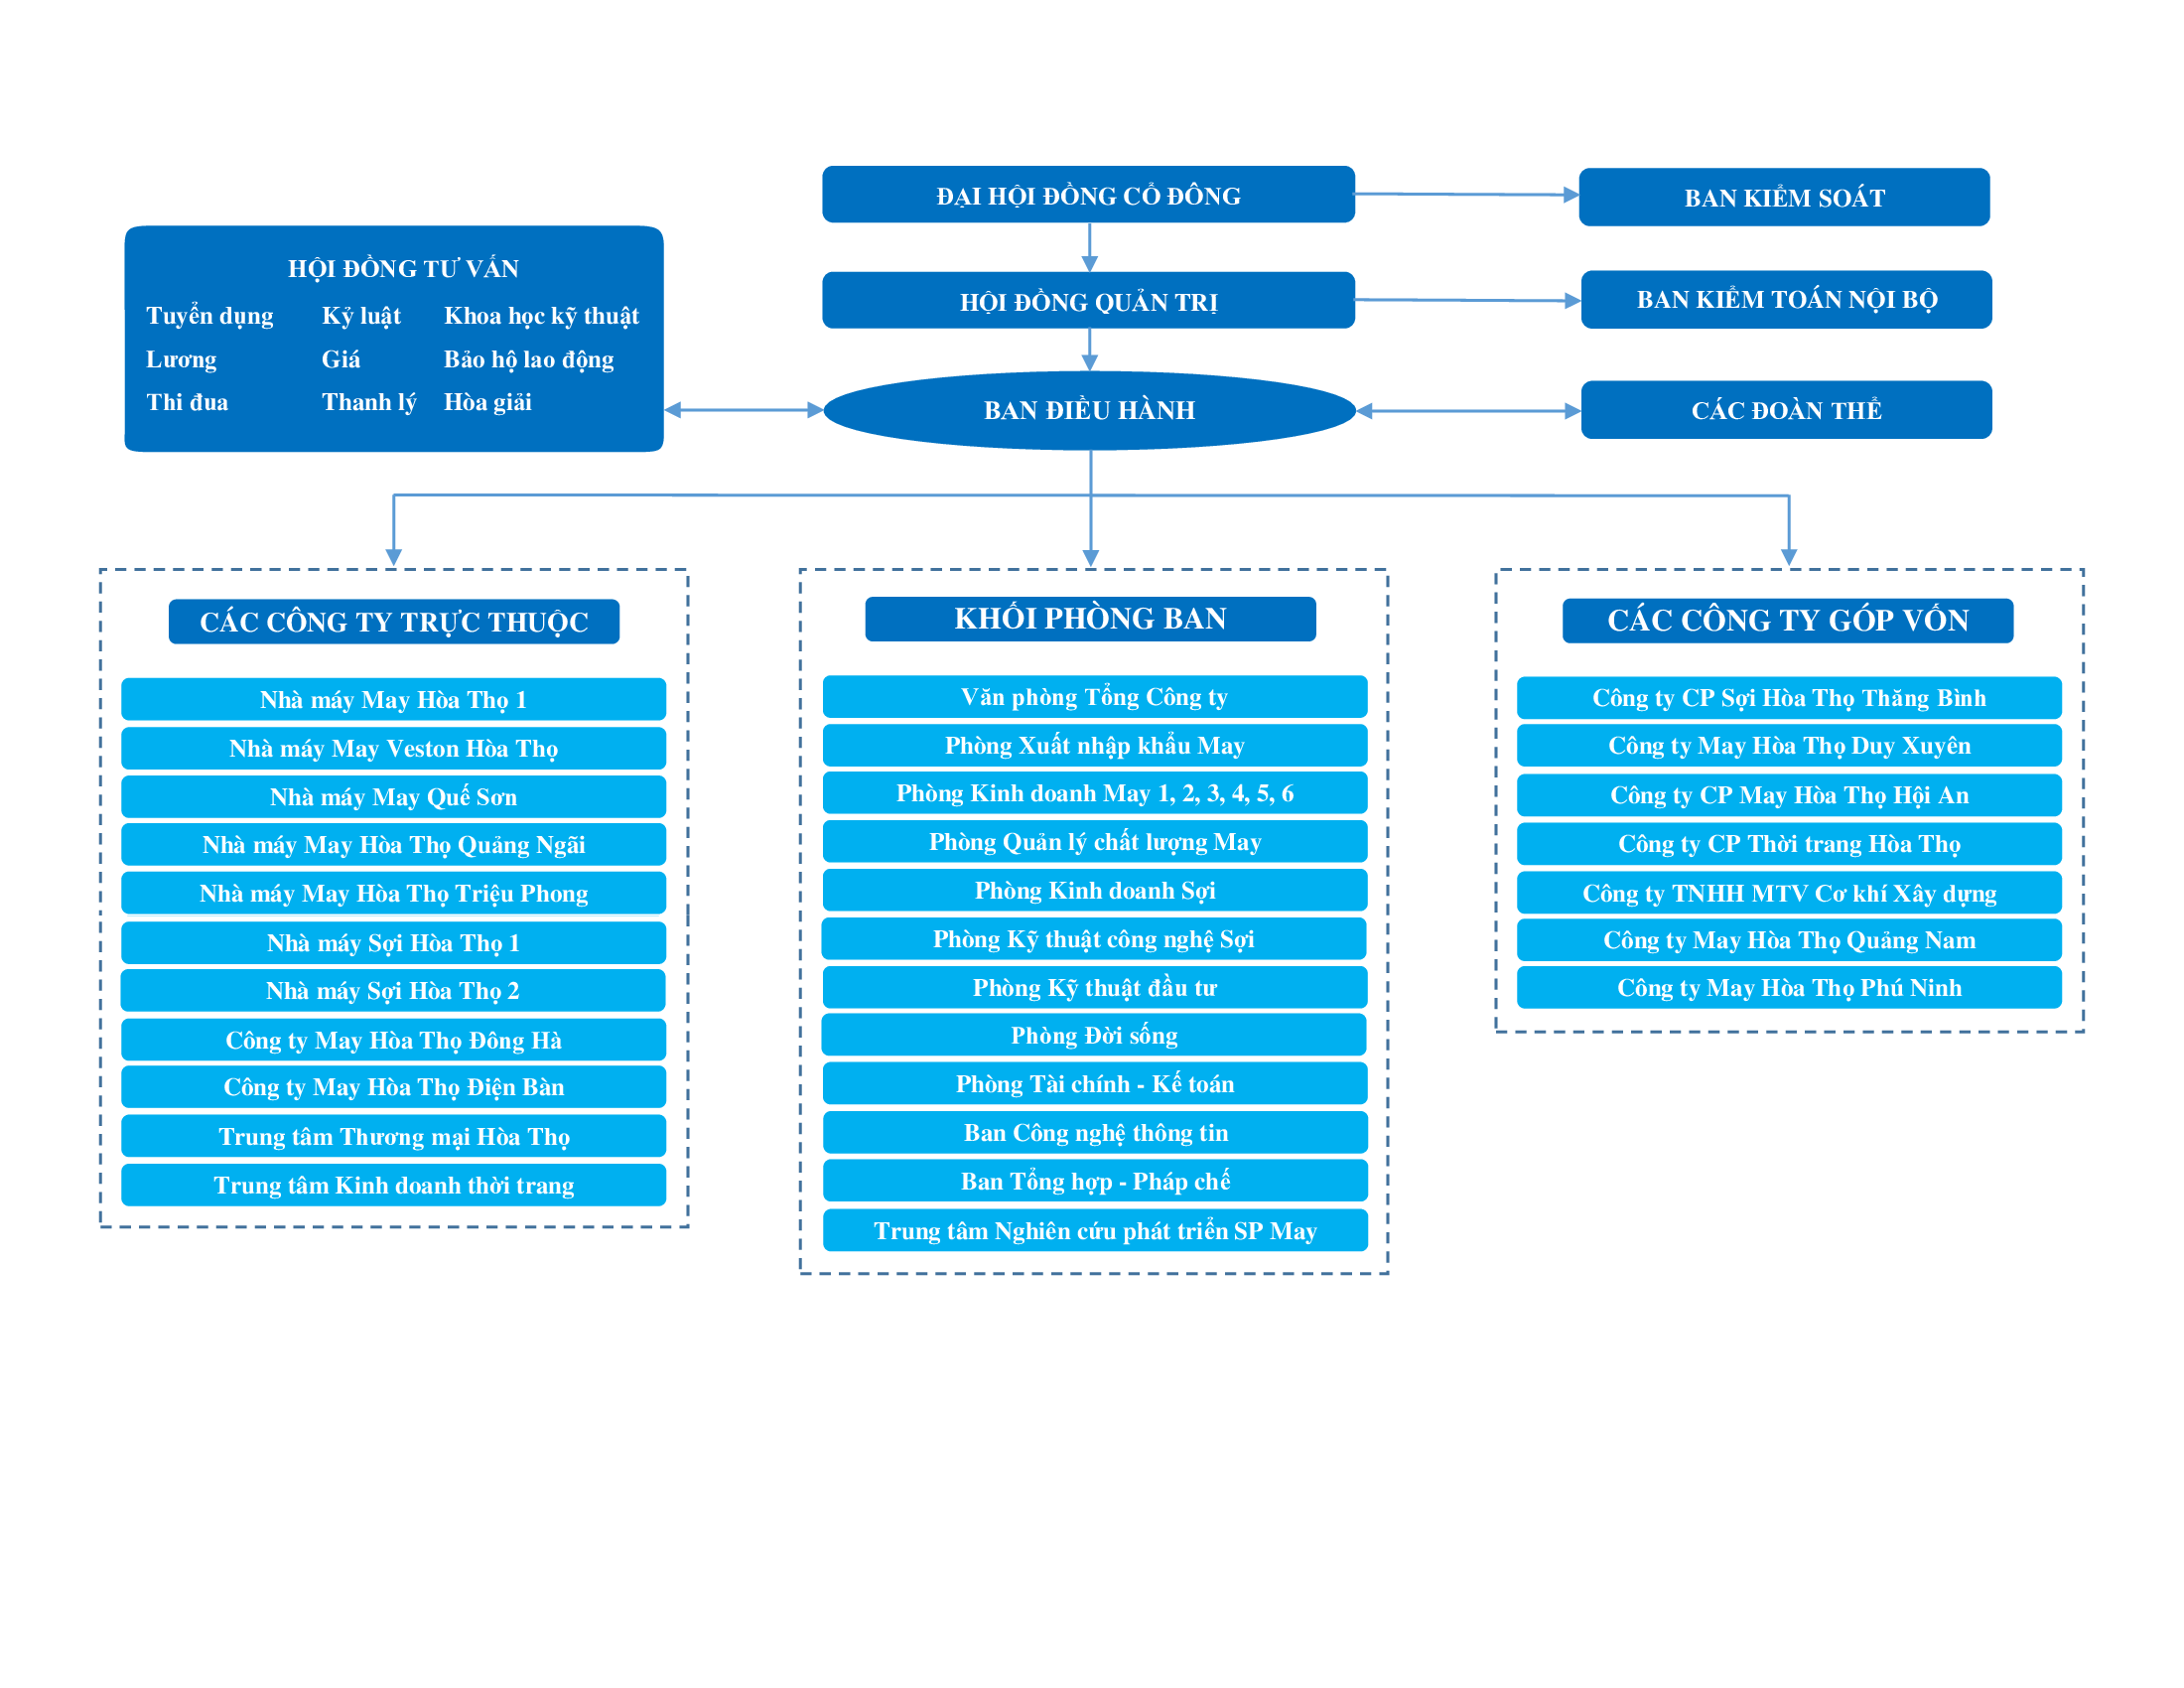 ĐẠI HỘI ĐỒNG CỔ ĐÔNG
BAN KIỂM SOÁT
HỘI ĐỒNG TƯ VẤN
Tuyển dụng Kỷ luật Khoa học kỹ thuật
Lương Giá Bảo hộ lao động
Thi đua Thanh lý Hòa giải
HỘI ĐỒNG QUẢN TRỊ
BAN KIỂM TOÁN NỘI BỘ
BAN ĐIỀU HÀNH
CÁC ĐOÀN THỂ
CÁC CÔNG TY TRỰC THUỘC
Nhà máy May Hòa Thọ 1
Nhà máy May Veston Hòa Thọ
Nhà máy May Quế Sơn
Nhà máy May Hòa Thọ Quảng Ngãi
Nhà máy May Hòa Thọ Triệu Phong
Nhà máy Sợi Hòa Thọ 1
Nhà máy Sợi Hòa Thọ 2
Công ty May Hòa Thọ Đông Hà
Công ty May Hòa Thọ Điện Bàn
Trung tâm Thương mại Hòa Thọ
Trung tâm Kinh doanh thời trang
KHỐI PHÒNG BAN
Văn phòng Tổng Công ty
Phòng Xuất nhập khẩu May
Phòng Kinh doanh May 1, 2, 3, 4, 5, 6
Phòng Quản lý chất lượng May
Phòng Kinh doanh Sợi
Phòng Kỹ thuật công nghệ Sợi
Phòng Kỹ thuật đầu tư
Phòng Đời sống
Phòng Tài chính - Kế toán
Ban Công nghệ thông tin
Ban Tổng hợp - Pháp chế
Trung tâm Nghiên cứu phát triển SP May
CÁC CÔNG TY GÓP VỐN
Công ty CP Sợi Hòa Thọ Thăng Bình
Công ty May Hòa Thọ Duy Xuyên
Công ty CP May Hòa Thọ Hội An
Công ty CP Thời trang Hòa Thọ
Công ty TNHH MTV Cơ khí Xây dựng
Công ty May Hòa Thọ Quảng Nam
Công ty May Hòa Thọ Phú Ninh